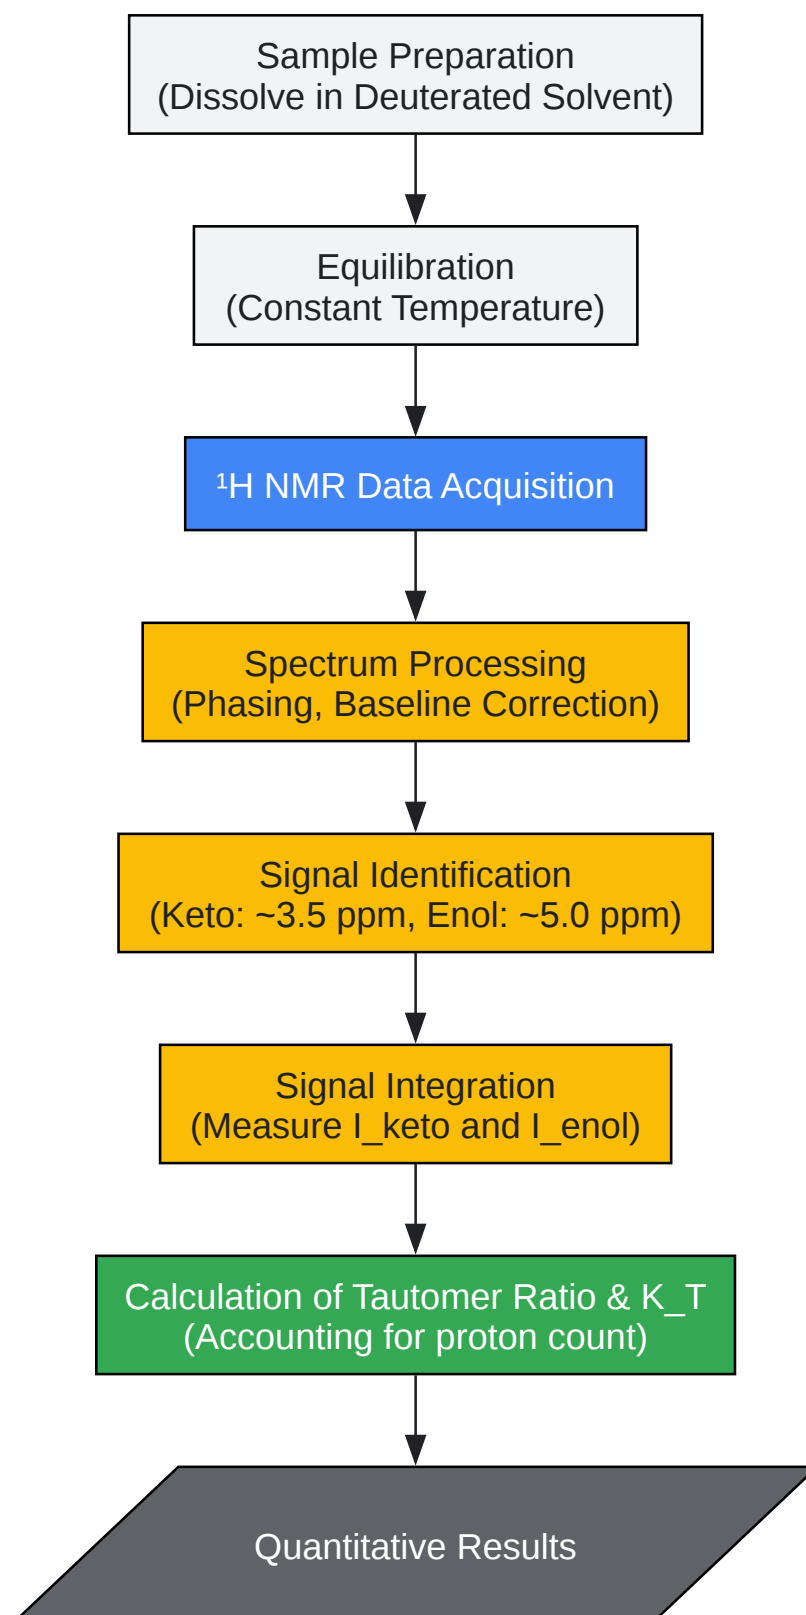 Sample Preparation
(Dissolve in Deuterated Solvent)
Equilibration
(Constant Temperature)
¹H NMR Data Acquisition
Spectrum Processing
(Phasing, Baseline Correction)
Signal Identification
(Keto: ~3.5 ppm, Enol: ~5.0 ppm)
Signal Integration
(Measure I_keto and I_enol)
Calculation of Tautomer Ratio & K_T
(Accounting for proton count)
Quantitative Results